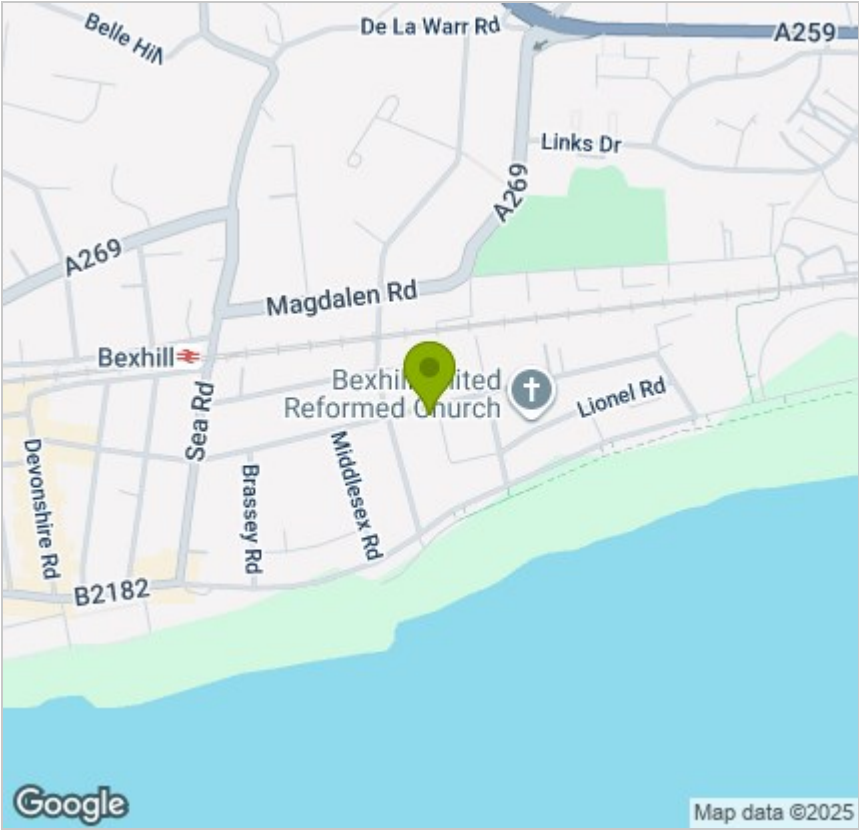 Belle Hil
De La Warr Rd
A259
Links Dr
A269
A269
Magdalen Rd
Bexhill
Bexhill United
Reformed Church
Lionel Rd
Sea Rd
Devonshire Rd
Brassey Rd
Middlesex Rd
B2182
Google
Map data ©2025